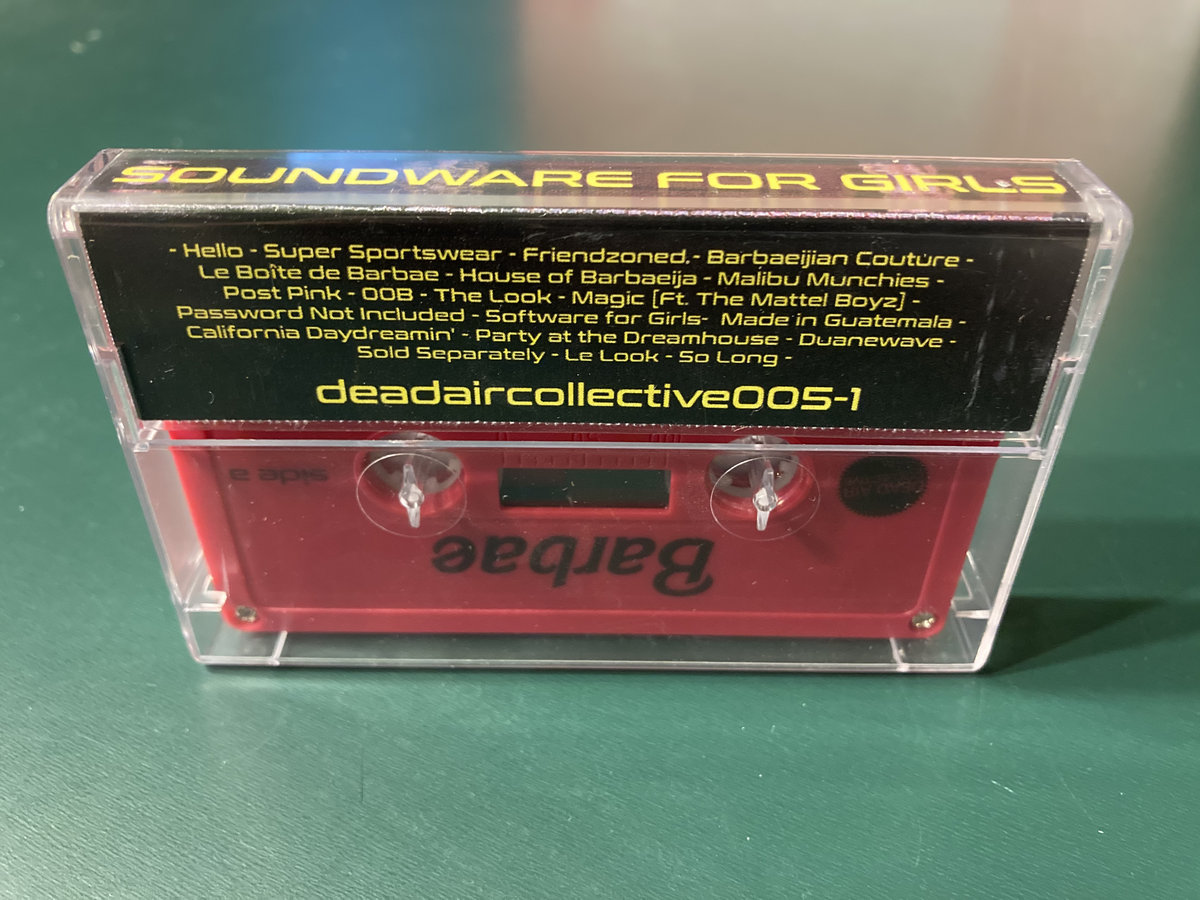 SOUNDWARE FOR GIRLS
- Hello - Super Sportswear - Friendzoned.- Barbaeijian Couture -
Le Boîte de Barbae - House of Barbaeija - Malibu Munchies -
Post Pink - 00B - The Look - Magic [Ft. The Mattel Boyz] -
Password Not Included - Software for Girls- Made in Guatemala -
California Daydreamin' - Party at the Dreamhouse - Duanewave -
Sold Separately - Le Look - So Long -
deadaircollective005-1
side a
Barbae